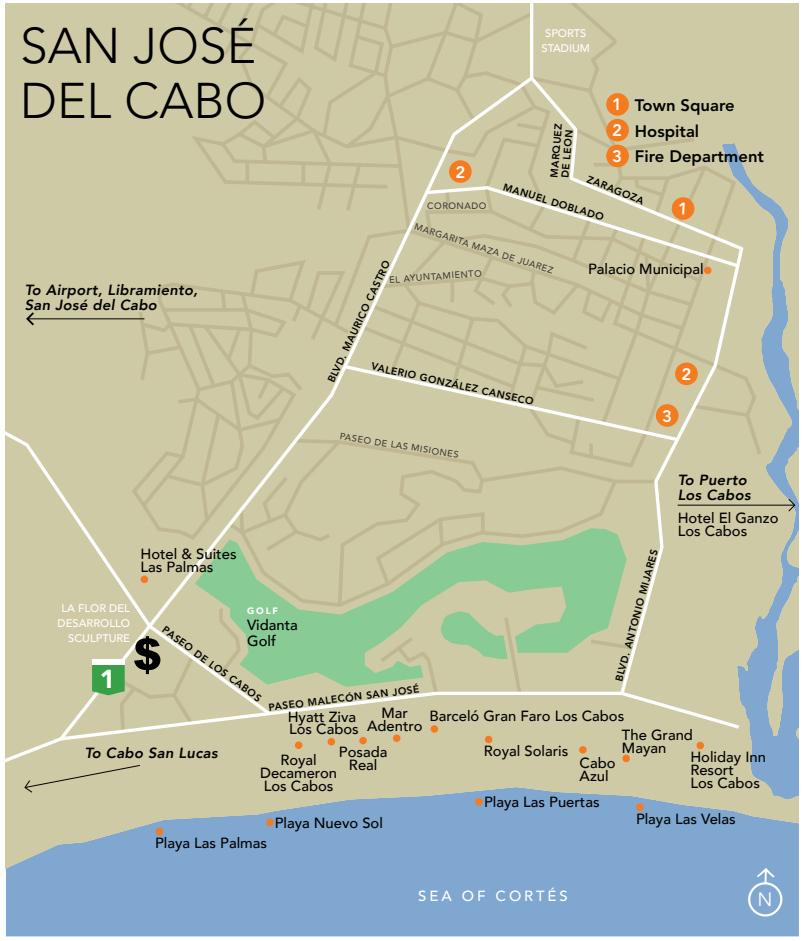 SAN JOSÉ
DEL CABO
SPORTS
STADIUM
1 Town Square
2 Hospital
3 Fire Department
MARQUEZ
DE LEON
ZARAGOZA
2
1
MANUEL DOBLADO
CORONADO
MARGARITA MAZA DE JUAREZ
Palacio Municipal
EL AYUNTAMIENTO
To Airport, Libramiento,
San José del Cabo
BLVD. MAURICO CASTRO
VALERIO GONZÁLEZ CANSECO
2
3
PASEO DE LAS MISIONES
To Puerto
Los Cabos
Hotel El Ganzo
Los Cabos
Hotel & Suites
Las Palmas
LA FLOR DEL
DESARROLLO
SCULPTURE
GOLF
Vidanta
Golf
BLVD. ANTONIO MIJARES
$
1
PASEO DE LOS CABOS
PASEO MALECÓN SAN JOSÉ
Hyatt Ziva
Los Cabos
Mar
Adentro
Barceló Gran Faro Los Cabos
Royal
Decameron
Los Cabos
Posada
Real
Royal Solaris
Cabo
Azul
The Grand
Mayan
Holiday Inn
Resort
Los Cabos
To Cabo San Lucas
Playa Las Puertas
Playa Las Velas
Playa Nuevo Sol
Playa Las Palmas
SEA OF CORTÉS
N